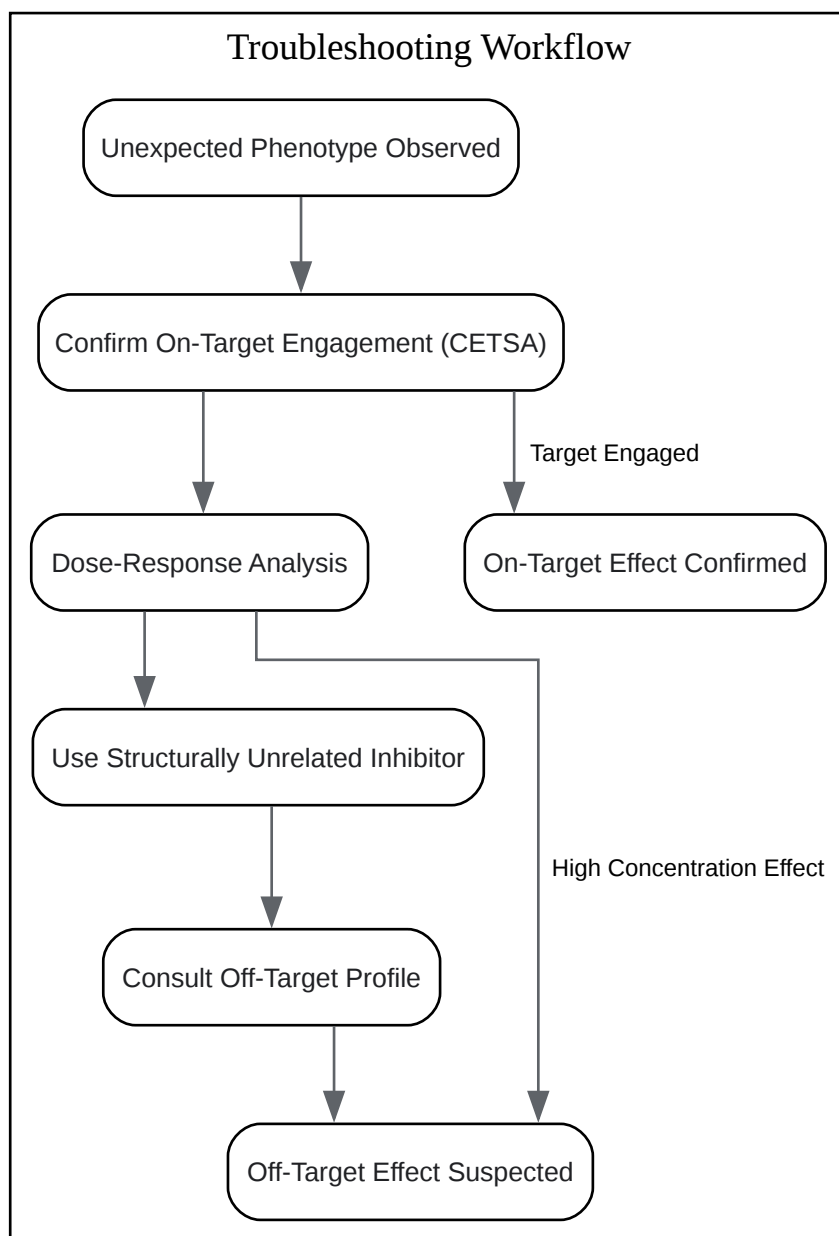 Troubleshooting Workflow
Unexpected Phenotype Observed
Confirm On-Target Engagement (CETSA)
Target Engaged
Dose-Response Analysis
On-Target Effect Confirmed
Use Structurally Unrelated Inhibitor
High Concentration Effect
Consult Off-Target Profile
Off-Target Effect Suspected